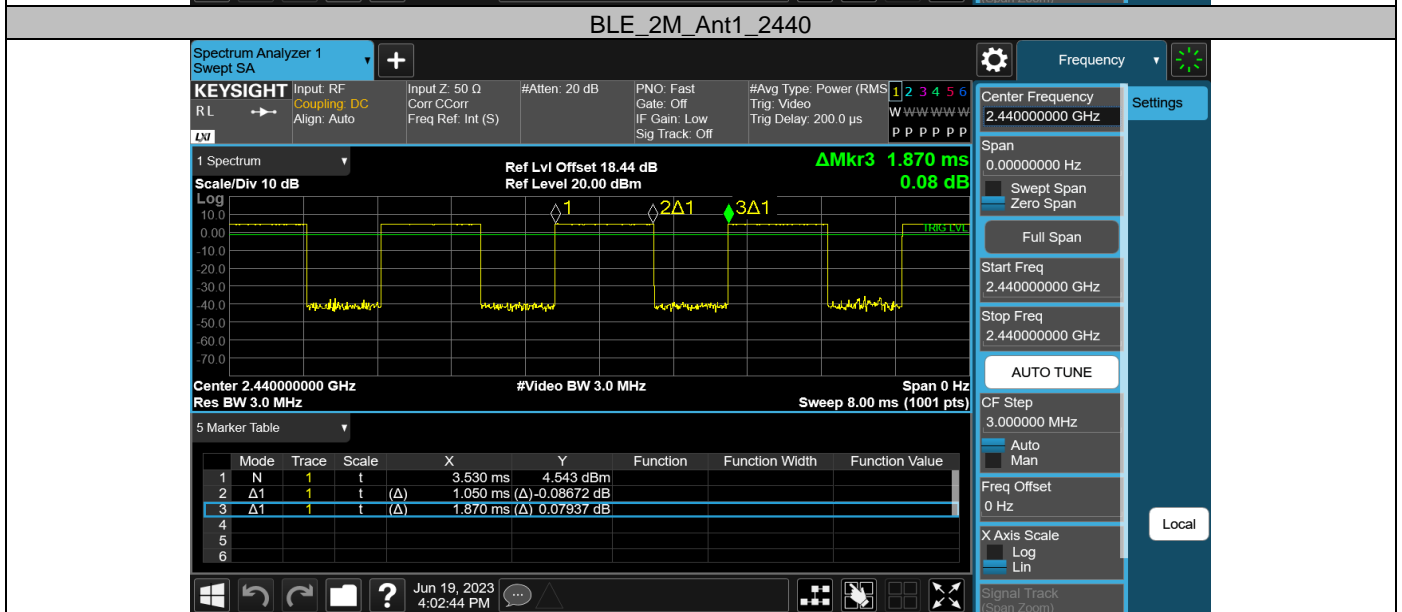 (Span Zoom)
BLE_2M_Ant1_2440
Spectrum Analyzer 1
Swept SA
Frequency
KEYSIGHT
RL
LXI
Input: RF
Coupling: DC
Align: Auto
Input Z: 50 Ω
Corr CCorr
Freq Ref: Int (S)
#Atten: 20 dB
PNO: Fast
Gate: Off
IF Gain: Low
Sig Track: Off
#Avg Type: Power (RMS
Trig: Video
Trig Delay: 200.0 µs
1 2 3 4 5 6
W W W W W W
P P P P P P
1 Spectrum
Scale/Div 10 dB
Ref Lvl Offset 18.44 dB
Ref Level 20.00 dBm
ΔMkr3 1.870 ms
0.08 dB
Log
10.0
0.00
-10.0
-20.0
-30.0
-40.0
-50.0
-60.0
-70.0
1
2Δ1
3Δ1
TRIG LVL
Center 2.440000000 GHz
Res BW 3.0 MHz
#Video BW 3.0 MHz
Span 0 Hz
Sweep 8.00 ms (1001 pts)
5 Marker Table
Mode Trace Scale X Y Function Function Width Function Value
1 N 1 t 3.530 ms 4.543 dBm
2 Δ1 1 t (Δ) 1.050 ms (Δ) -0.08672 dB
3 Δ1 1 t (Δ) 1.870 ms (Δ) 0.07937 dB
4
5
6
?
Jun 19, 2023
4:02:44 PM
Center Frequency
2.440000000 GHz
Settings
Span
0.00000000 Hz
Swept Span
Zero Span
Full Span
Start Freq
2.440000000 GHz
Stop Freq
2.440000000 GHz
AUTO TUNE
CF Step
3.000000 MHz
Auto
Man
Freq Offset
0 Hz
Local
X Axis Scale
Log
Lin
Signal Track
(Span Zoom)